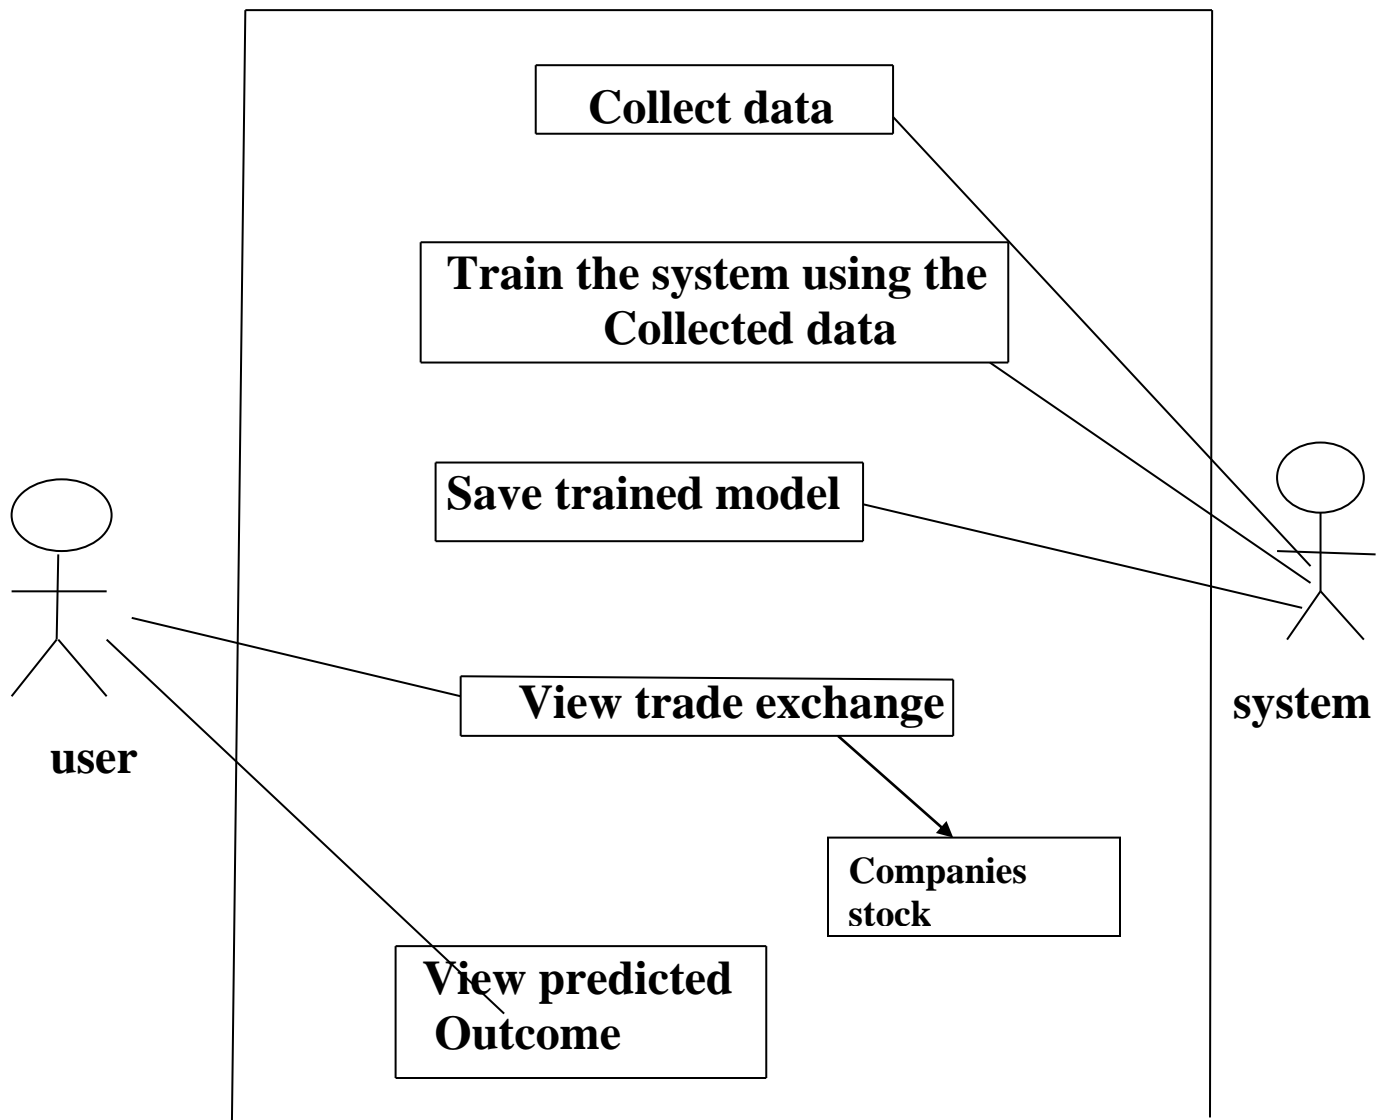 Collect data
Train the system using the
Collected data
Save trained model
View trade exchange
system
user
Companies
stock
View predicted
Outcome